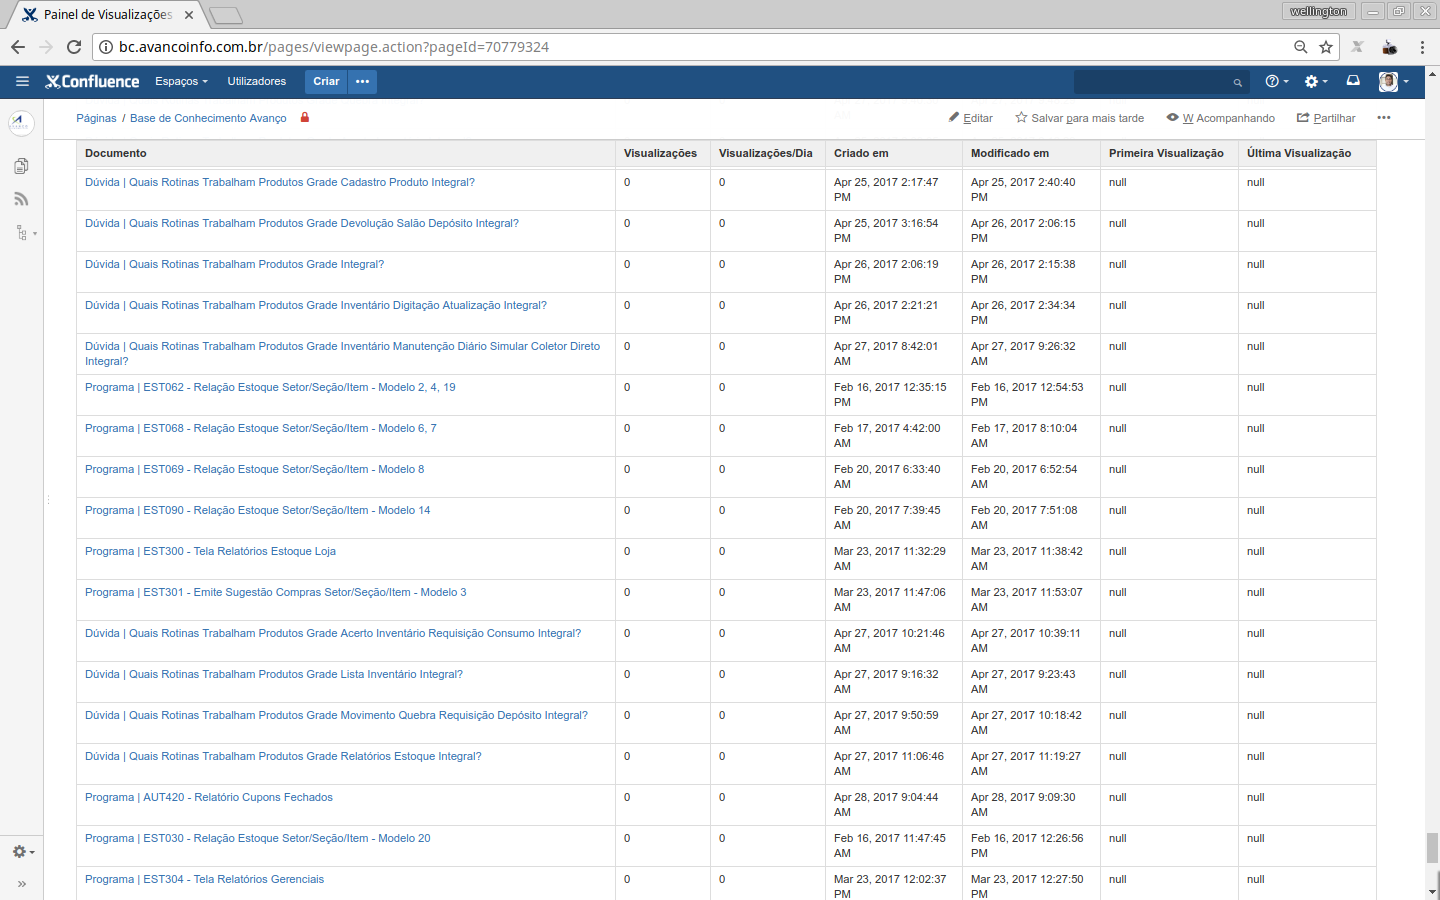 Painel de Visualizações
wellington
bc.avancoinfo.com.br/pages/viewpage.action?pageId=70779324
Confluence Espaços Utilizadores Criar
Páginas / Base de Conhecimento Avanço Editar Salvar para mais tarde W Acompanhando Partilhar
Documento Visualizações Visualizações/Dia Criado em Modificado em Primeira Visualização Última Visualização
Dúvida | Quais Rotinas Trabalham Produtos Grade Cadastro Produto Integral? 0 0 Apr 25, 2017 2:17:47 Apr 25, 2017 2:40:40 null null
PM PM
Dúvida | Quais Rotinas Trabalham Produtos Grade Devolução Salão Depósito Integral? 0 0 Apr 25, 2017 3:16:54 Apr 26, 2017 2:06:15 null null
PM PM
Dúvida | Quais Rotinas Trabalham Produtos Grade Integral? 0 0 Apr 26, 2017 2:06:19 Apr 26, 2017 2:15:38 null null
PM PM
Dúvida | Quais Rotinas Trabalham Produtos Grade Inventário Digitação Atualização Integral? 0 0 Apr 26, 2017 2:21:21 Apr 26, 2017 2:34:34 null null
PM PM
Dúvida | Quais Rotinas Trabalham Produtos Grade Inventário Manutenção Diário Simular Coletor Direto 0 0 Apr 27, 2017 8:42:01 Apr 27, 2017 9:26:32 null null
Integral? AM AM
Programa | EST062 - Relação Estoque Setor/Seção/Item - Modelo 2, 4, 19 0 0 Feb 16, 2017 12:35:15 Feb 16, 2017 12:54:53 null null
PM PM
Programa | EST068 - Relação Estoque Setor/Seção/Item - Modelo 6, 7 0 0 Feb 17, 2017 4:42:00 Feb 17, 2017 8:10:04 null null
AM AM
Programa | EST069 - Relação Estoque Setor/Seção/Item - Modelo 8 0 0 Feb 20, 2017 6:33:40 Feb 20, 2017 6:52:54 null null
AM AM
Programa | EST090 - Relação Estoque Setor/Seção/Item - Modelo 14 0 0 Feb 20, 2017 7:39:45 Feb 20, 2017 7:51:08 null null
AM AM
Programa | EST300 - Tela Relatórios Estoque Loja 0 0 Mar 23, 2017 11:32:29 Mar 23, 2017 11:38:42 null null
AM AM
Programa | EST301 - Emite Sugestão Compras Setor/Seção/Item - Modelo 3 0 0 Mar 23, 2017 11:47:06 Mar 23, 2017 11:53:07 null null
AM AM
Dúvida | Quais Rotinas Trabalham Produtos Grade Acerto Inventário Requisição Consumo Integral? 0 0 Apr 27, 2017 10:21:46 Apr 27, 2017 10:39:11 null null
AM AM
Dúvida | Quais Rotinas Trabalham Produtos Grade Lista Inventário Integral? 0 0 Apr 27, 2017 9:16:32 Apr 27, 2017 9:23:43 null null
AM AM
Dúvida | Quais Rotinas Trabalham Produtos Grade Movimento Quebra Requisição Depósito Integral? 0 0 Apr 27, 2017 9:50:59 Apr 27, 2017 10:18:42 null null
AM AM
Dúvida | Quais Rotinas Trabalham Produtos Grade Relatórios Estoque Integral? 0 0 Apr 27, 2017 11:06:46 Apr 27, 2017 11:19:27 null null
AM AM
Programa | AUT420 - Relatório Cupons Fechados 0 0 Apr 28, 2017 9:04:44 Apr 28, 2017 9:09:30 null null
AM AM
Programa | EST030 - Relação Estoque Setor/Seção/Item - Modelo 20 0 0 Feb 16, 2017 11:47:45 Feb 16, 2017 12:26:56 null null
AM PM
Programa | EST304 - Tela Relatórios Gerenciais 0 0 Mar 23, 2017 12:02:37 Mar 23, 2017 12:27:50 null null
PM PM